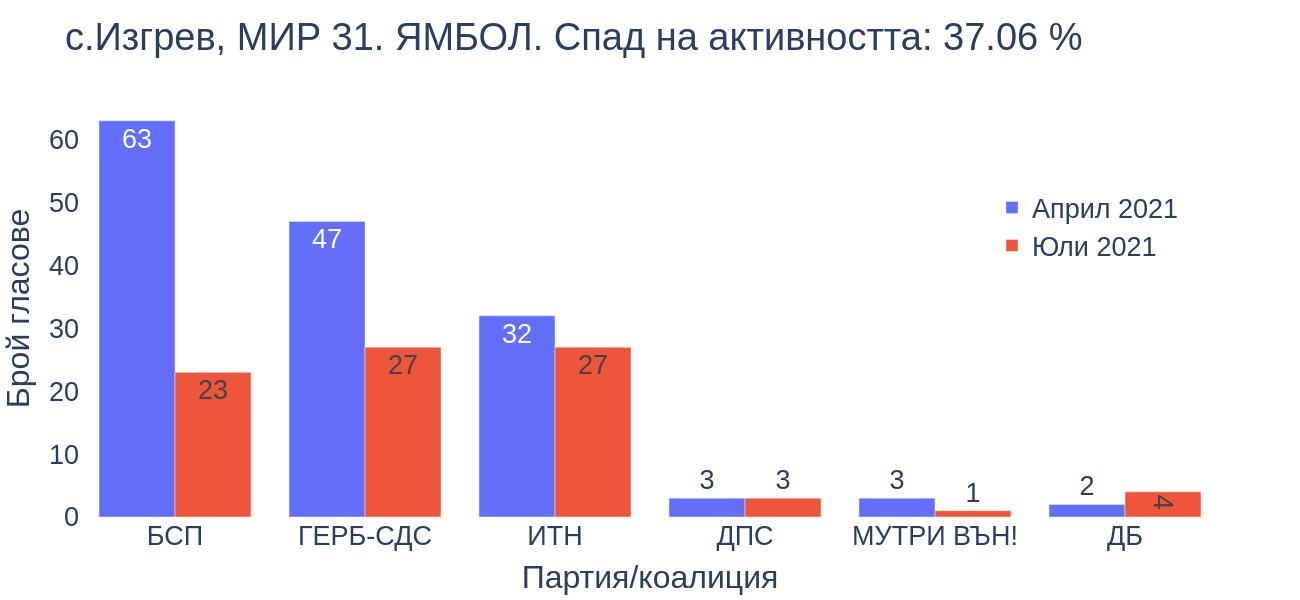 с.Изгрев, МИР 31. ЯМБОЛ. Спад на активността: 37.06 %
Брой гласове
60
50
40
30
20
10
0
63
23
47
27
32
27
3
3
3
1
2
4
Април 2021
Юли 2021
БСП
ГЕРБ-СДС
ИТН
ДПС
МУТРИ ВЪН!
ДБ
Партия/коалиция